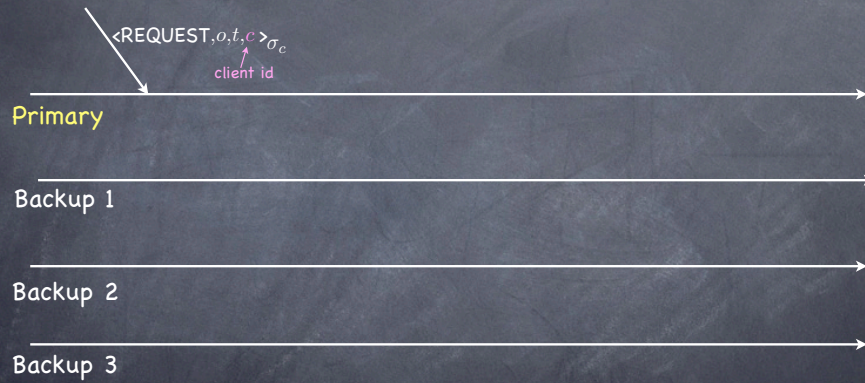 <REQUEST,o,t,c>σc
client id
Primary
Backup 1
Backup 2
Backup 3